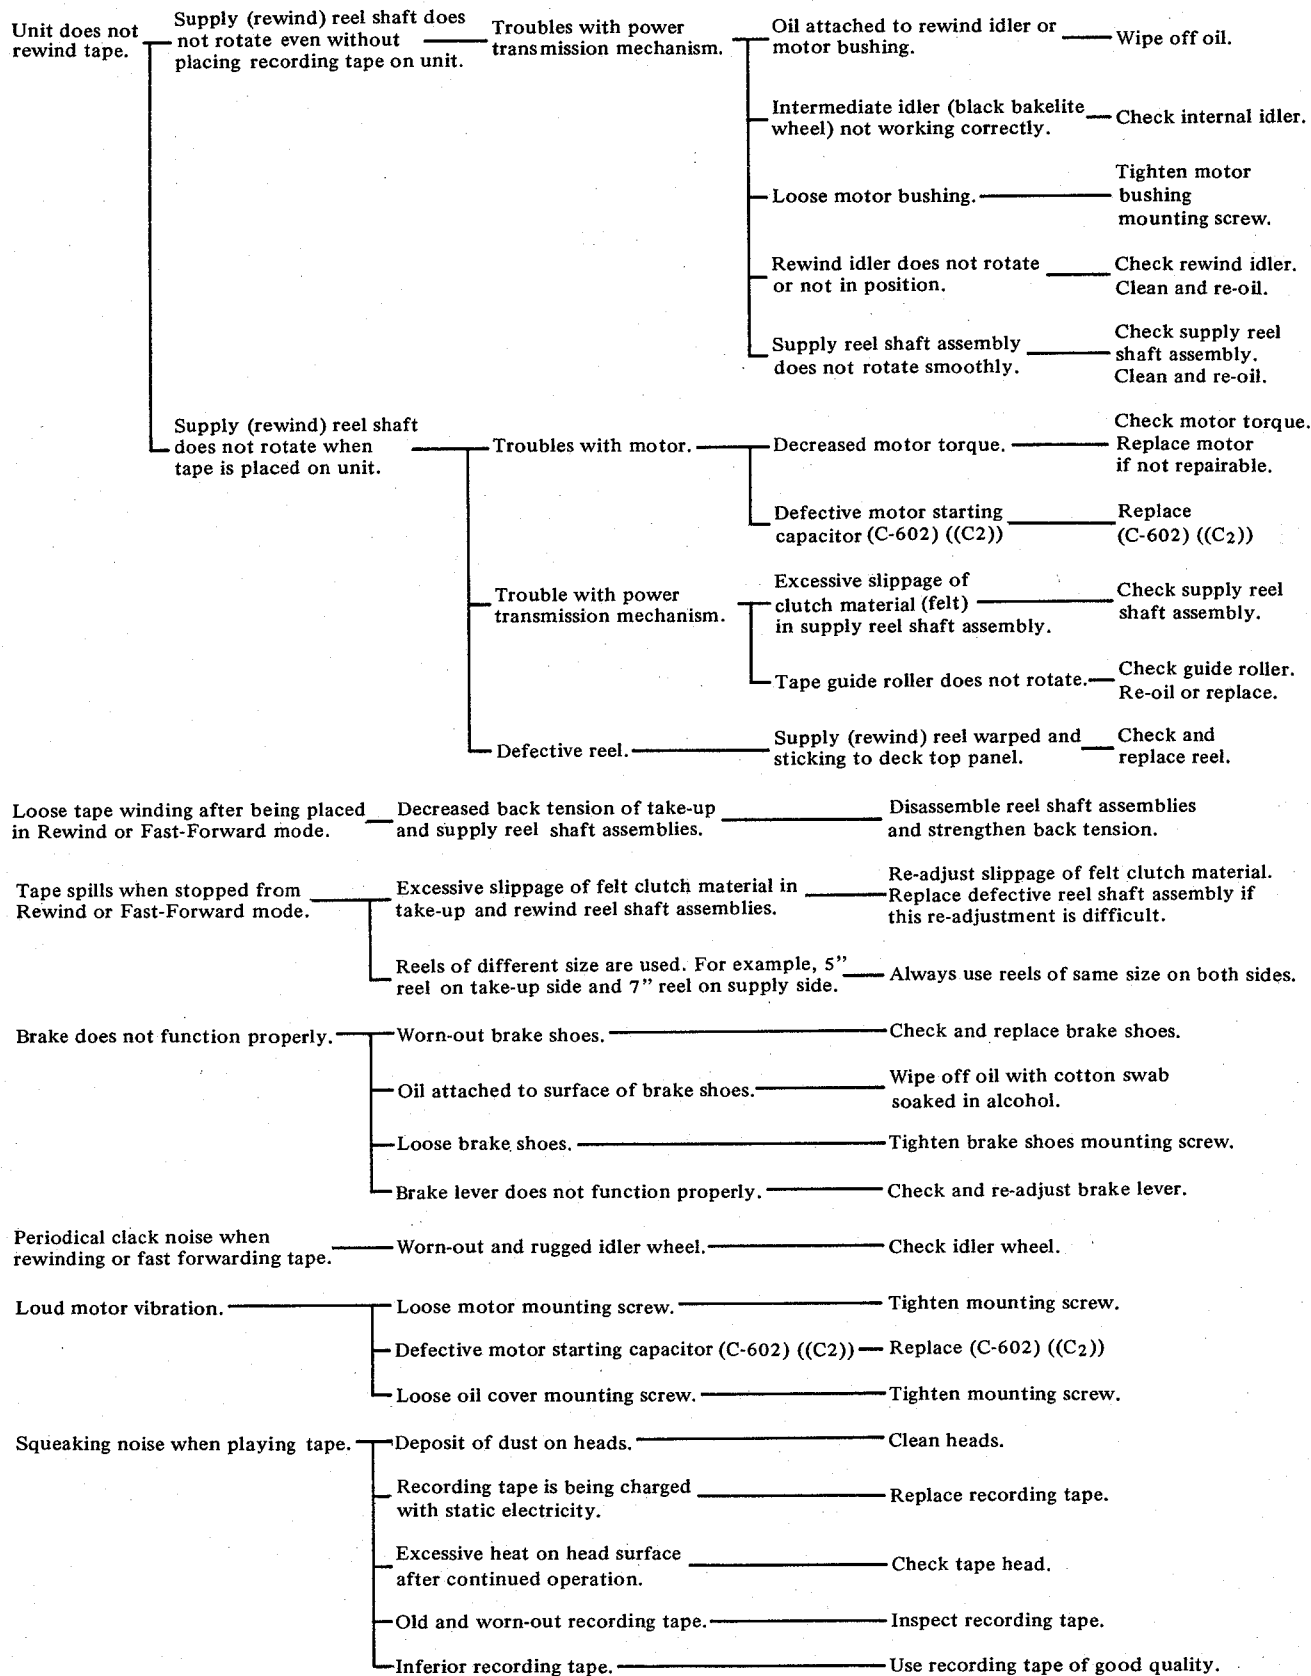 Unit does not
rewind tape.
Supply (rewind) reel shaft does
not rotate even without
placing recording tape on unit.
Troubles with power
transmission mechanism.
Oil attached to rewind idler or
motor bushing.
Wipe off oil.
Intermediate idler (black bakelite
wheel) not working correctly.
Check internal idler.
Loose motor bushing.
Tighten motor
bushing
mounting screw.
Rewind idler does not rotate
or not in position.
Check rewind idler.
Clean and re-oil.
Supply reel shaft assembly
does not rotate smoothly.
Check supply reel
shaft assembly.
Clean and re-oil.
Supply (rewind) reel shaft
does not rotate when
tape is placed on unit.
Troubles with motor.
Decreased motor torque.
Check motor torque.
Replace motor
if not repairable.
Defective motor starting
capacitor (C-602) ((C2))
Replace
(C-602) ((C2))
Trouble with power
transmission mechanism.
Excessive slippage of
clutch material (felt)
in supply reel shaft assembly.
Check supply reel
shaft assembly.
Tape guide roller does not rotate.
Check guide roller.
Re-oil or replace.
Defective reel.
Supply (rewind) reel warped and
sticking to deck top panel.
Check and
replace reel.
Loose tape winding after being placed
in Rewind or Fast-Forward mode.
Decreased back tension of take-up
and supply reel shaft assemblies.
Disassemble reel shaft assemblies
and strengthen back tension.
Tape spills when stopped from
Rewind or Fast-Forward mode.
Excessive slippage of felt clutch material in
take-up and rewind reel shaft assemblies.
Re-adjust slippage of felt clutch material.
Replace defective reel shaft assembly if
this re-adjustment is difficult.
Reels of different size are used. For example, 5"
reel on take-up side and 7" reel on supply side.
Always use reels of same size on both sides.
Brake does not function properly.
Worn-out brake shoes.
Check and replace brake shoes.
Oil attached to surface of brake shoes.
Wipe off oil with cotton swab
soaked in alcohol.
Loose brake shoes.
Tighten brake shoes mounting screw.
Brake lever does not function properly.
Check and re-adjust brake lever.
Periodical clack noise when
rewinding or fast forwarding tape.
Worn-out and rugged idler wheel.
Check idler wheel.
Loud motor vibration.
Loose motor mounting screw.
Tighten mounting screw.
Defective motor starting capacitor (C-602) ((C2))
Replace (C-602) ((C2))
Loose oil cover mounting screw.
Tighten mounting screw.
Squeaking noise when playing tape.
Deposit of dust on heads.
Clean heads.
Recording tape is being charged
with static electricity.
Replace recording tape.
Excessive heat on head surface
after continued operation.
Check tape head.
Old and worn-out recording tape.
Inspect recording tape.
Inferior recording tape.
Use recording tape of good quality.